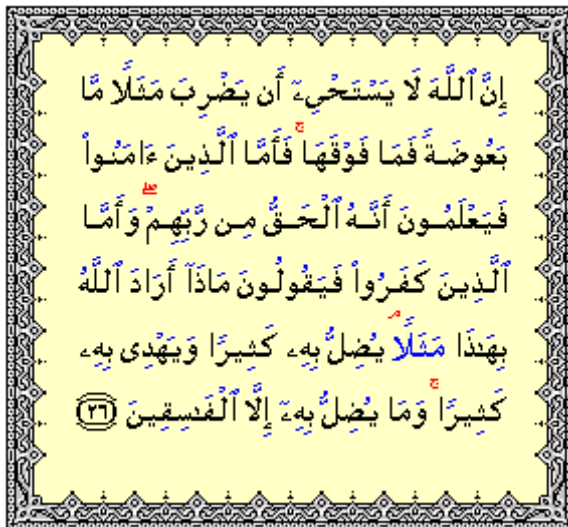 إِنَّ ٱللَّهَ لَا يَسْتَحْيِۦٓ أَن يَضْرِبَ مَثَلًا مَّا
بَعُوضَةً فَمَا فَوْقَهَا ۚ فَأَمَّا ٱلَّذِينَ ءَامَنُوا۟
فَيَعْلَمُونَ أَنَّهُ ٱلْحَقُّ مِن رَّبِّهِمْ ۖ وَأَمَّا
ٱلَّذِينَ كَفَرُوا۟ فَيَقُولُونَ مَاذَآ أَرَادَ ٱللَّهُ
بِهَٰذَا مَثَلًا ۘ يُضِلُّ بِهِۦ كَثِيرًا وَيَهْدِى بِهِۦ
كَثِيرًا ۚ وَمَا يُضِلُّ بِهِۦٓ إِلَّا ٱلْفَٰسِقِينَ ٢٦